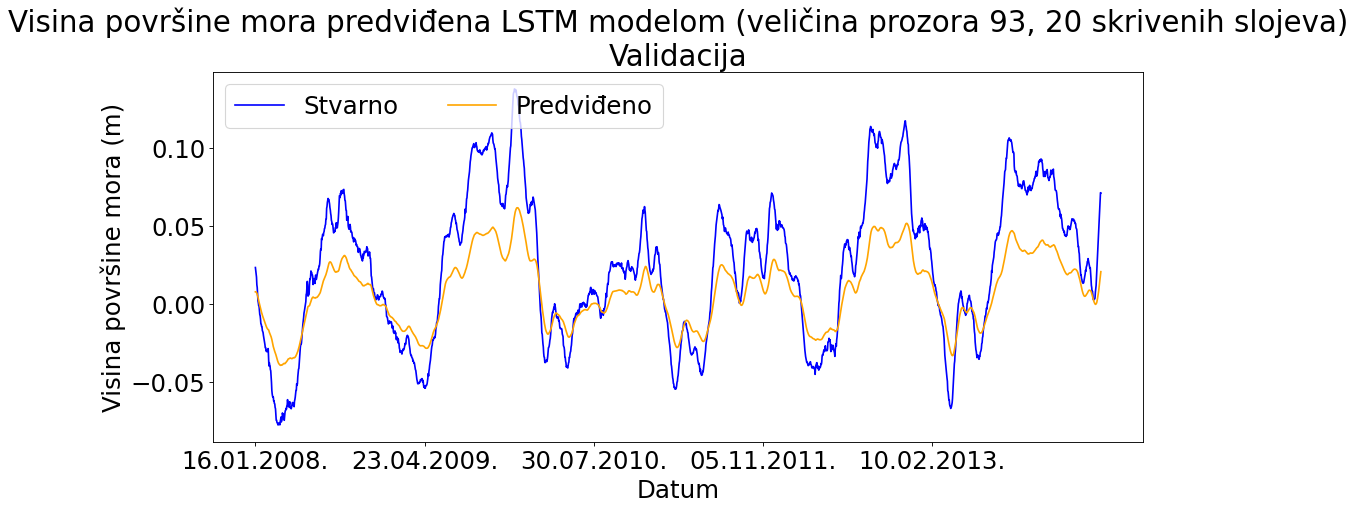 Visina površine mora predviđena LSTM modelom (veličina prozora 93, 20 skrivenih slojeva)
Validacija
Stvarno
Predviđeno
Visina površine mora (m)
0.10
0.05
0.00
−0.05
16.01.2008.
23.04.2009.
30.07.2010.
05.11.2011.
10.02.2013.
Datum